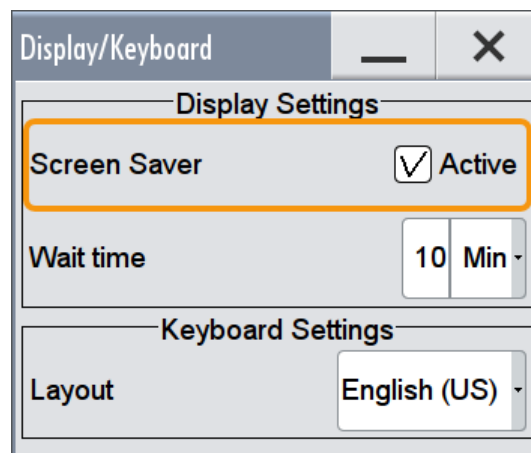 Display/Keyboard
Display Settings
Screen Saver Active
Wait time 10 Min
Keyboard Settings
Layout English (US)